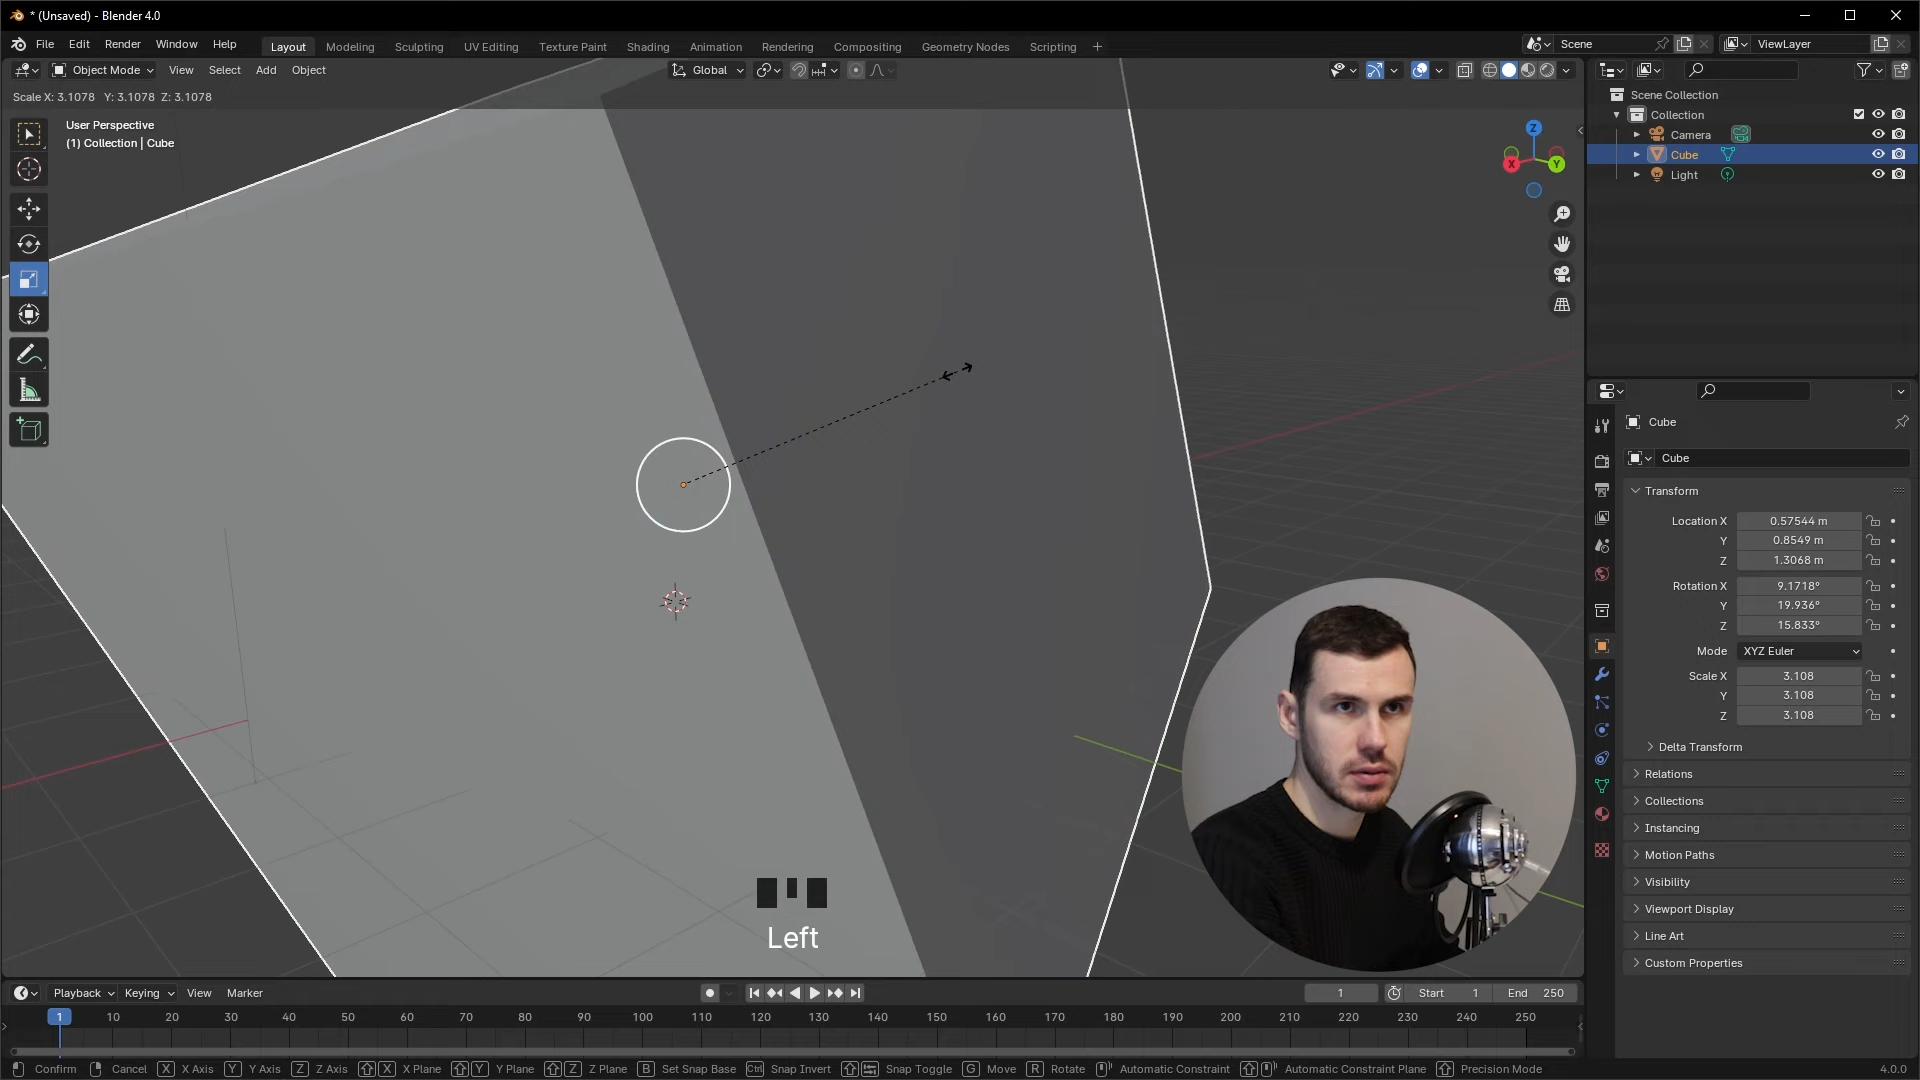 * (Unsaved) - Blender 4.0
File Edit Render Window Help Layout Modeling Sculpting UV Editing Texture Paint Shading Animation Rendering Compositing Geometry Nodes Scripting + Scene ViewLayer
Object Mode View Select Add Object Global
Scale X: 3.1078 Y: 3.1078 Z: 3.1078
User Perspective
(1) Collection | Cube
Z
X
Y
Scene Collection
Collection
Camera
Cube
Light
Cube
Cube
Transform
Location X 0.57544 m
Y 0.8549 m
Z 1.3068 m
Rotation X 9.1718°
Y 19.936°
Z 15.833°
Mode XYZ Euler
Scale X 3.108
Y 3.108
Z 3.108
Delta Transform
Relations
Collections
Instancing
Motion Paths
Visibility
Viewport Display
Line Art
Custom Properties
Left
Playback Keying View Marker 1 Start 1 End 250
1 10 20 30 40 50 60 70 80 90 100 110 120 130 140 150 160 170 180 190 200 210 220 230 240 250
Confirm Cancel X X Axis Y Y Axis Z Z Axis X X Plane Y Y Plane Z Z Plane B Set Snap Base Ctrl Snap Invert Snap Toggle G Move R Rotate Automatic Constraint Automatic Constraint Plane Precision Mode 4.0.0